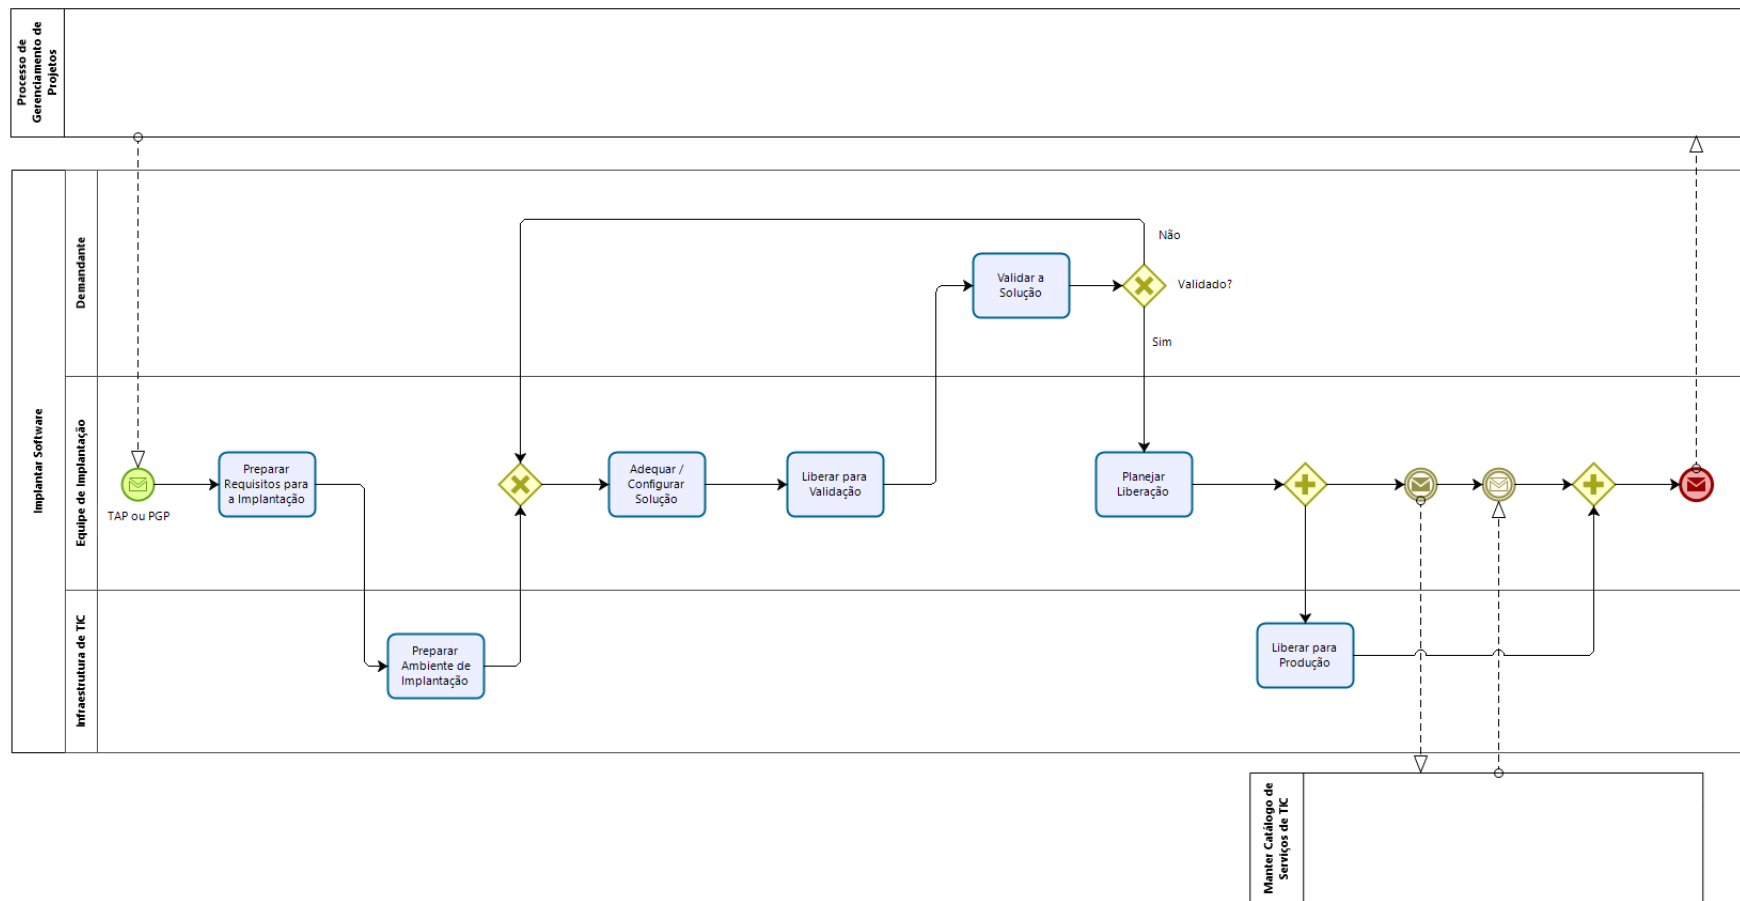 Processo de
Gerenciamento de
Projetos
Implantar Software
Demandante
Não
Validar a
Solução
Validado?
Sim
Equipe de Implantação
TAP ou PGP
Preparar
Requisitos para
a Implantação
Adequar /
Configurar
Solução
Liberar para
Validação
Planejar
Liberação
Infraestrutura de TIC
Preparar
Ambiente de
Implantação
Liberar para
Produção
Manter Catálogo de
Serviços de TIC